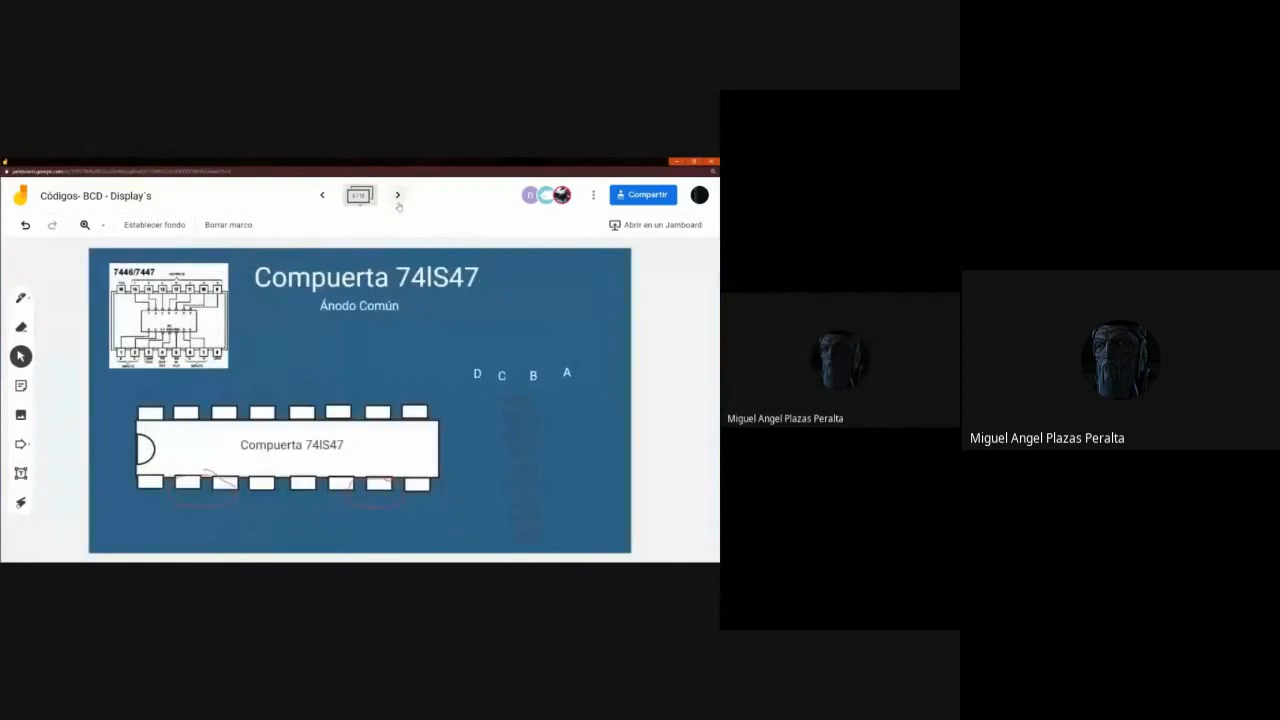 Códigos- BCD - Display´s
Compartir
Establecer fondo
Borrar marco
Abrir en un Jamboard
7446/7447
Compuerta 74lS47
Ánodo Común
D C B A
Compuerta 74lS47
Miguel Angel Plazas Peralta
Miguel Angel Plazas Peralta